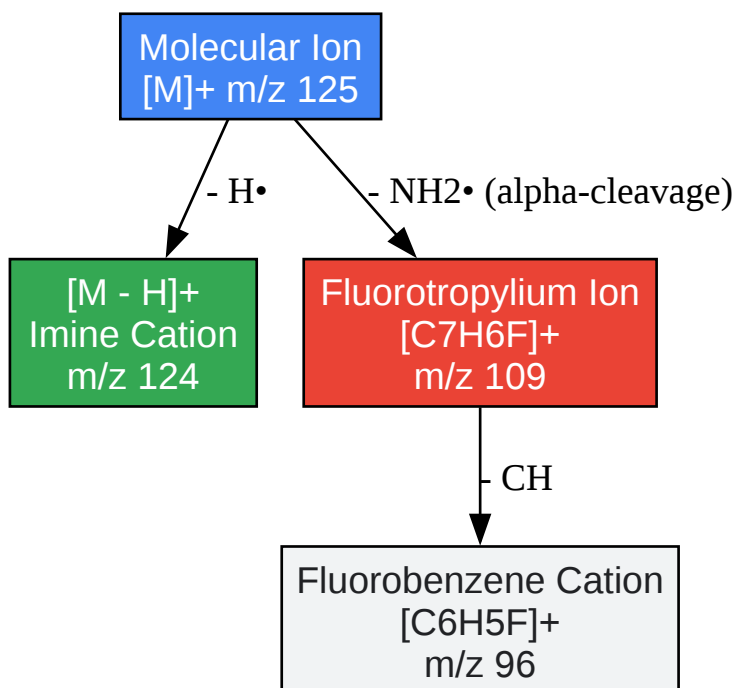 Molecular Ion
[M]+ m/z 125
- H•
- NH2• (alpha-cleavage)
[M - H]+
Imine Cation
m/z 124
Fluorotropylium Ion
[C7H6F]+
m/z 109
- CH
Fluorobenzene Cation
[C6H5F]+
m/z 96